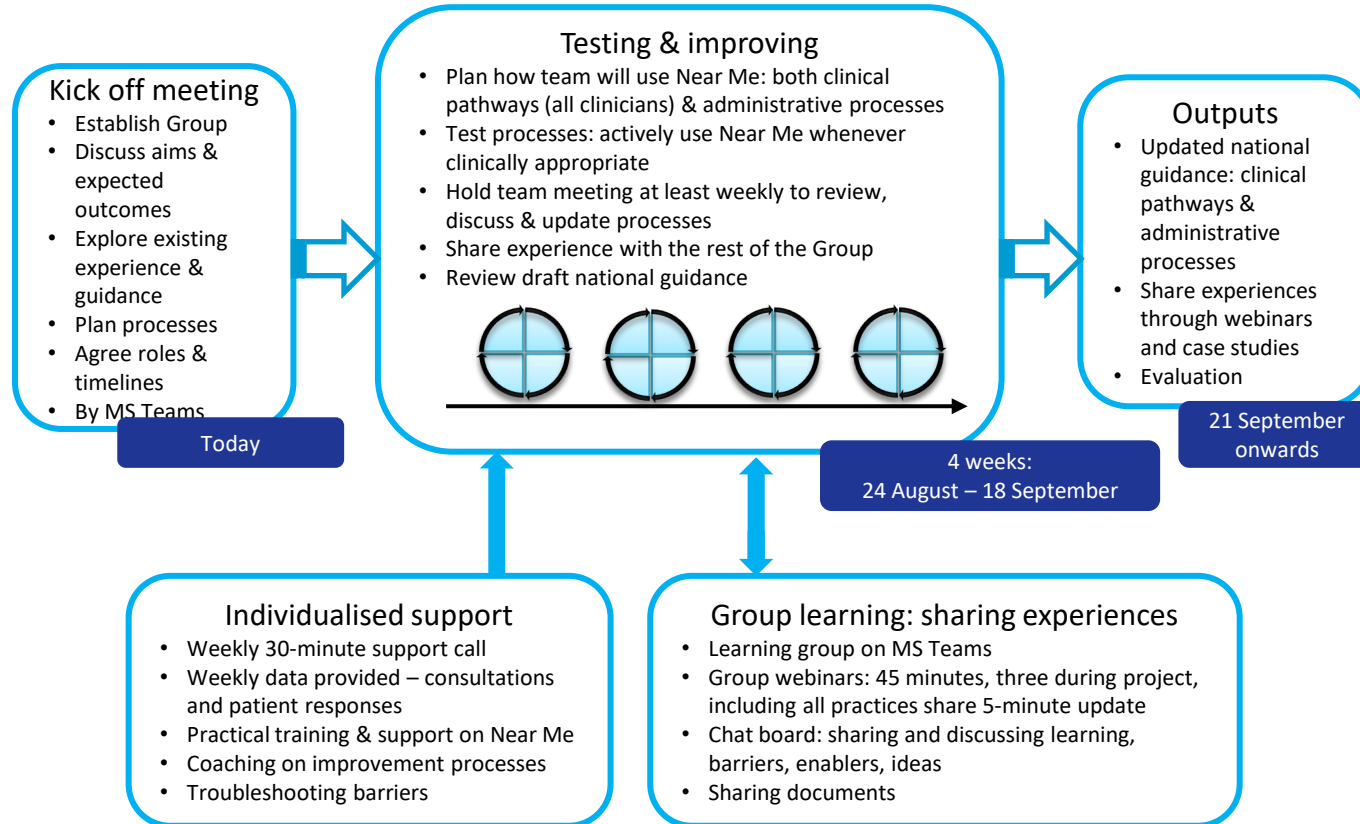 Kick off meeting
• Establish Group
• Discuss aims &
expected
outcomes
• Explore existing
experience &
guidance
• Plan processes
• Agree roles &
timelines
• By MS Teams
Today
Testing & improving
• Plan how team will use Near Me: both clinical
pathways (all clinicians) & administrative processes
• Test processes: actively use Near Me whenever
clinically appropriate
• Hold team meeting at least weekly to review,
discuss & update processes
• Share experience with the rest of the Group
• Review draft national guidance
4 weeks:
24 August – 18 September
Outputs
• Updated national
guidance: clinical
pathways &
administrative
processes
• Share experiences
through webinars
and case studies
• Evaluation
21 September
onwards
Individualised support
• Weekly 30-minute support call
• Weekly data provided – consultations
and patient responses
• Practical training & support on Near Me
• Coaching on improvement processes
• Troubleshooting barriers
Group learning: sharing experiences
• Learning group on MS Teams
• Group webinars: 45 minutes, three during project,
including all practices share 5-minute update
• Chat board: sharing and discussing learning,
barriers, enablers, ideas
• Sharing documents